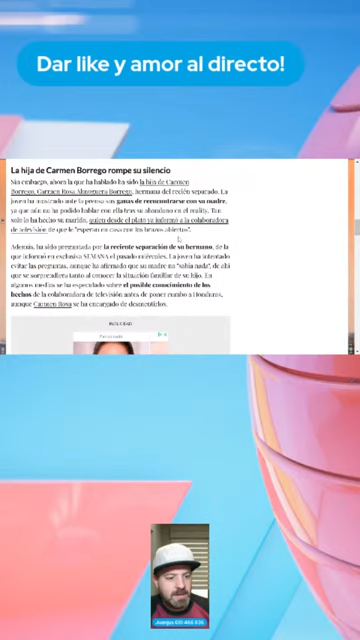 Dar like y amor al directo!
La hija de Carmen Borrego rompe su silencio
Sin embargo, ahora la que ha hablado ha sido la hija de Carmen
Borrego, Carmen Rosa Almoguera Borrego, hermana del recién separado. La
joven ha mostrado ante la prensa sus ganas de reencontrarse con su madre,
ya que aún no ha podido hablar con ella tras su abandono en el reality. Tan
solo lo ha hecho su marido, quien desde el plató ya informó a la colaboradora
de televisión de que le "esperan en casa con los brazos abiertos".
Además, ha sido preguntada por la reciente separación de su hermano, de la
que informó en exclusiva SEMANA el pasado miércoles. La joven ha intentado
evitar las preguntas, aunque ha afirmado que su madre no "sabía nada", de ahí
que se sorprendiera tanto al conocer la situación familiar de su hijo. En
algunos medios se ha especulado sobre el posible conocimiento de los
hechos de la colaboradora de televisión antes de poner rumbo a Honduras,
aunque Carmen Rosa se ha encargado de desmentirlos.
PUBLICIDAD